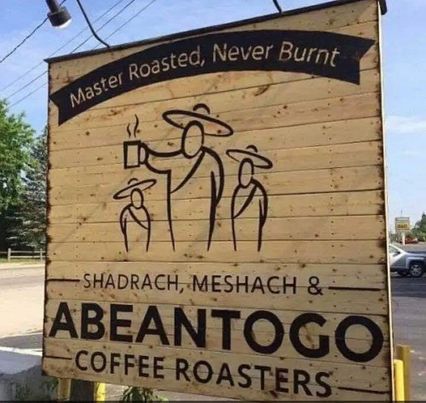 Master Roasted, Never Burnt
SHADRACH, MESHACH &
ABEANTOGO
COFFEE ROASTERS